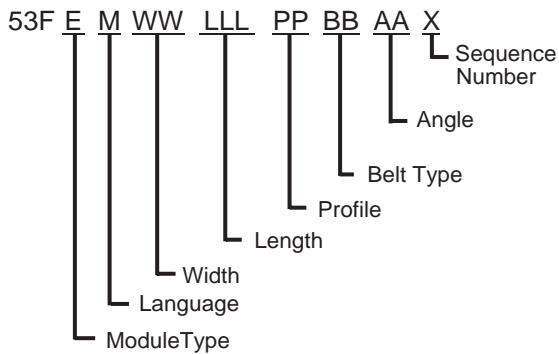 53F E M WW LLL PP BB AA X
Sequence
Number
Angle
Belt Type
Profile
Length
Width
Language
ModuleType